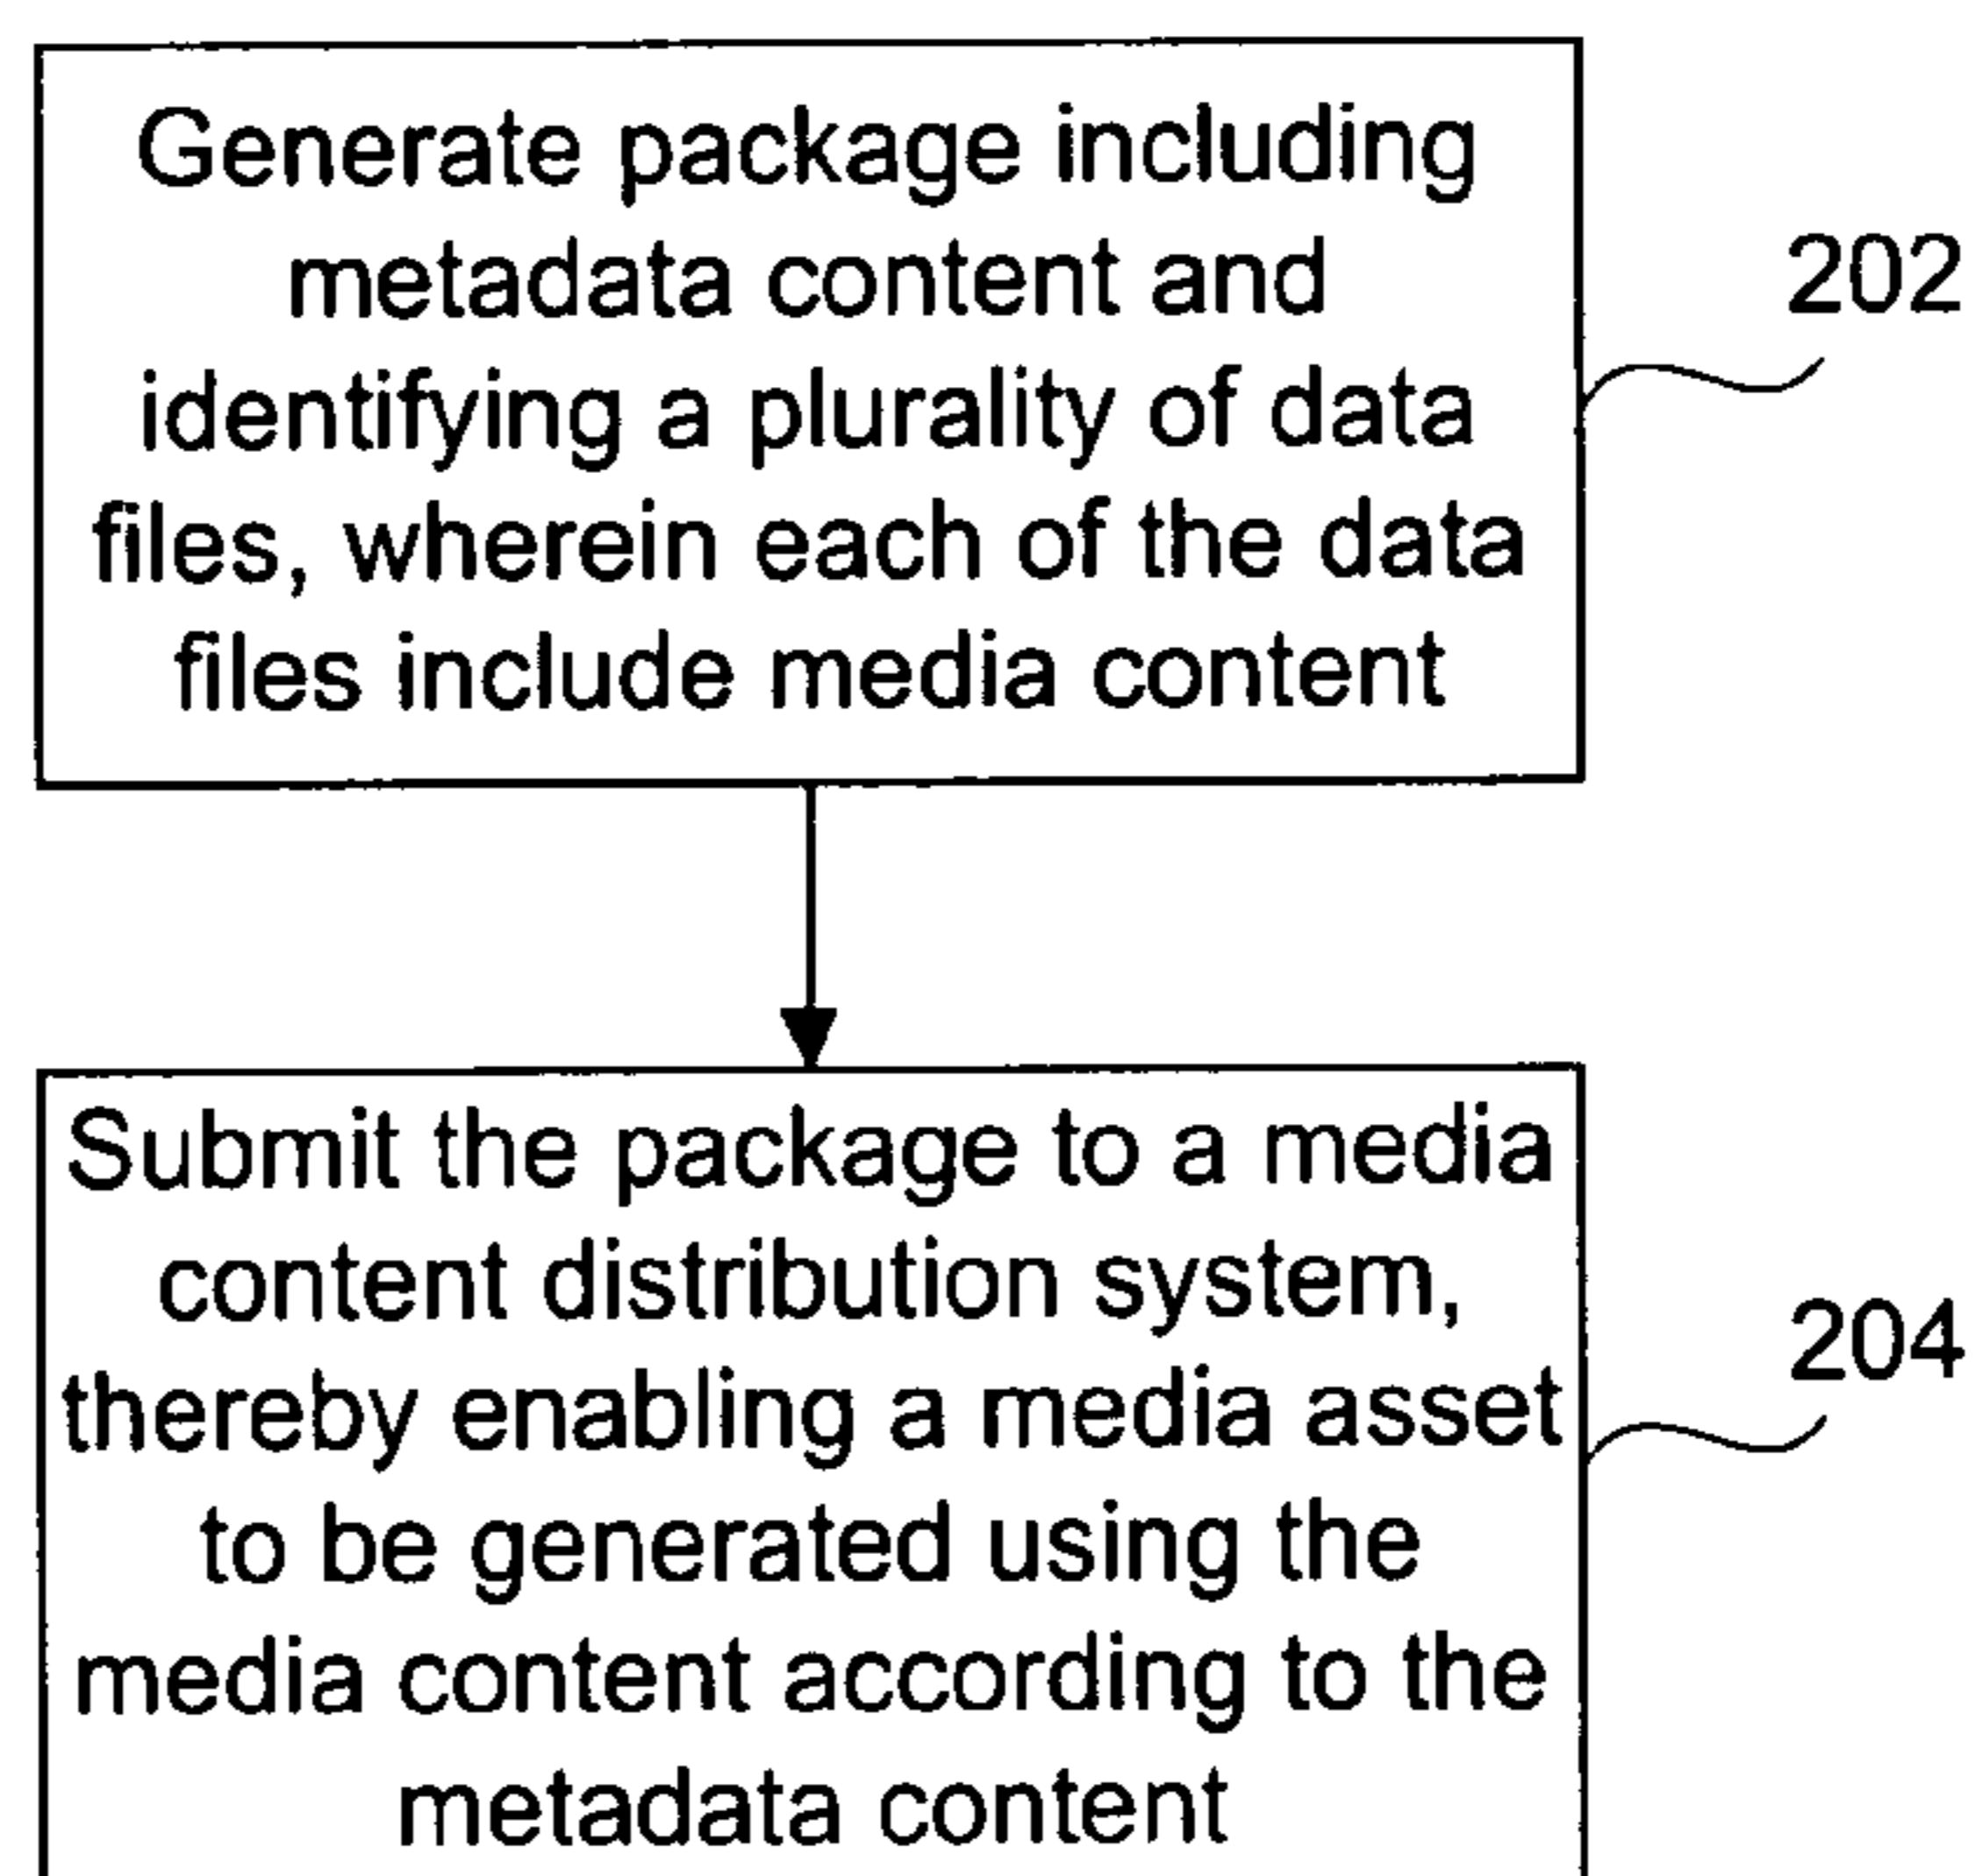 Generate package including
metadata content and
identifying a plurality of data
files, wherein each of the data
files include media content
202
Submit the package to a media
content distribution system,
thereby enabling a media asset
to be generated using the
media content according to the
metadata content
204